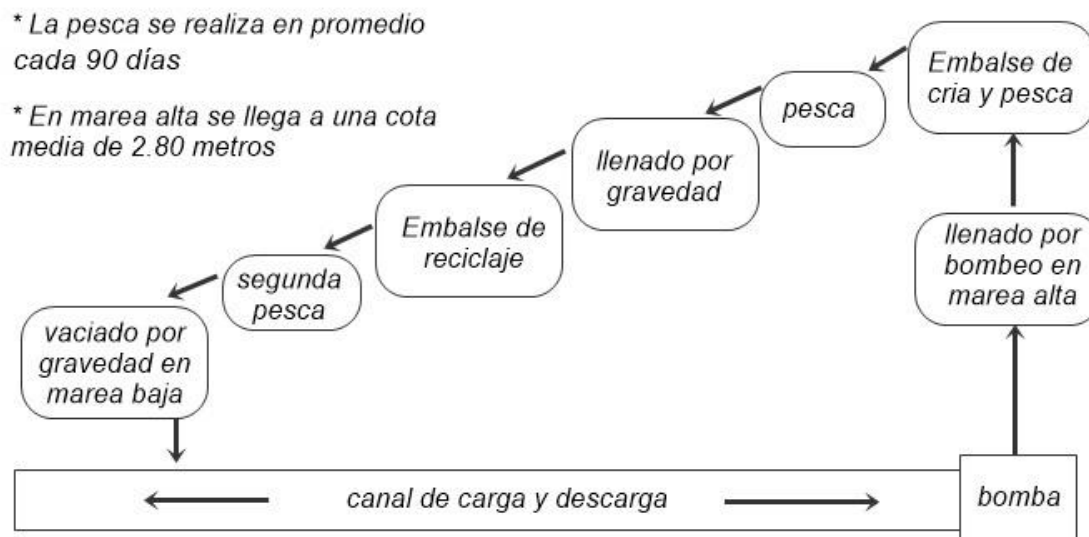 * La pesca se realiza en promedio
cada 90 días
* En marea alta se llega a una cota
media de 2.80 metros
Embalse de
cria y pesca
pesca
llenado por
gravedad
Embalse de
reciclaje
segunda
pesca
vaciado por
gravedad en
marea baja
llenado por
bombeo en
marea alta
canal de carga y descarga
bomba